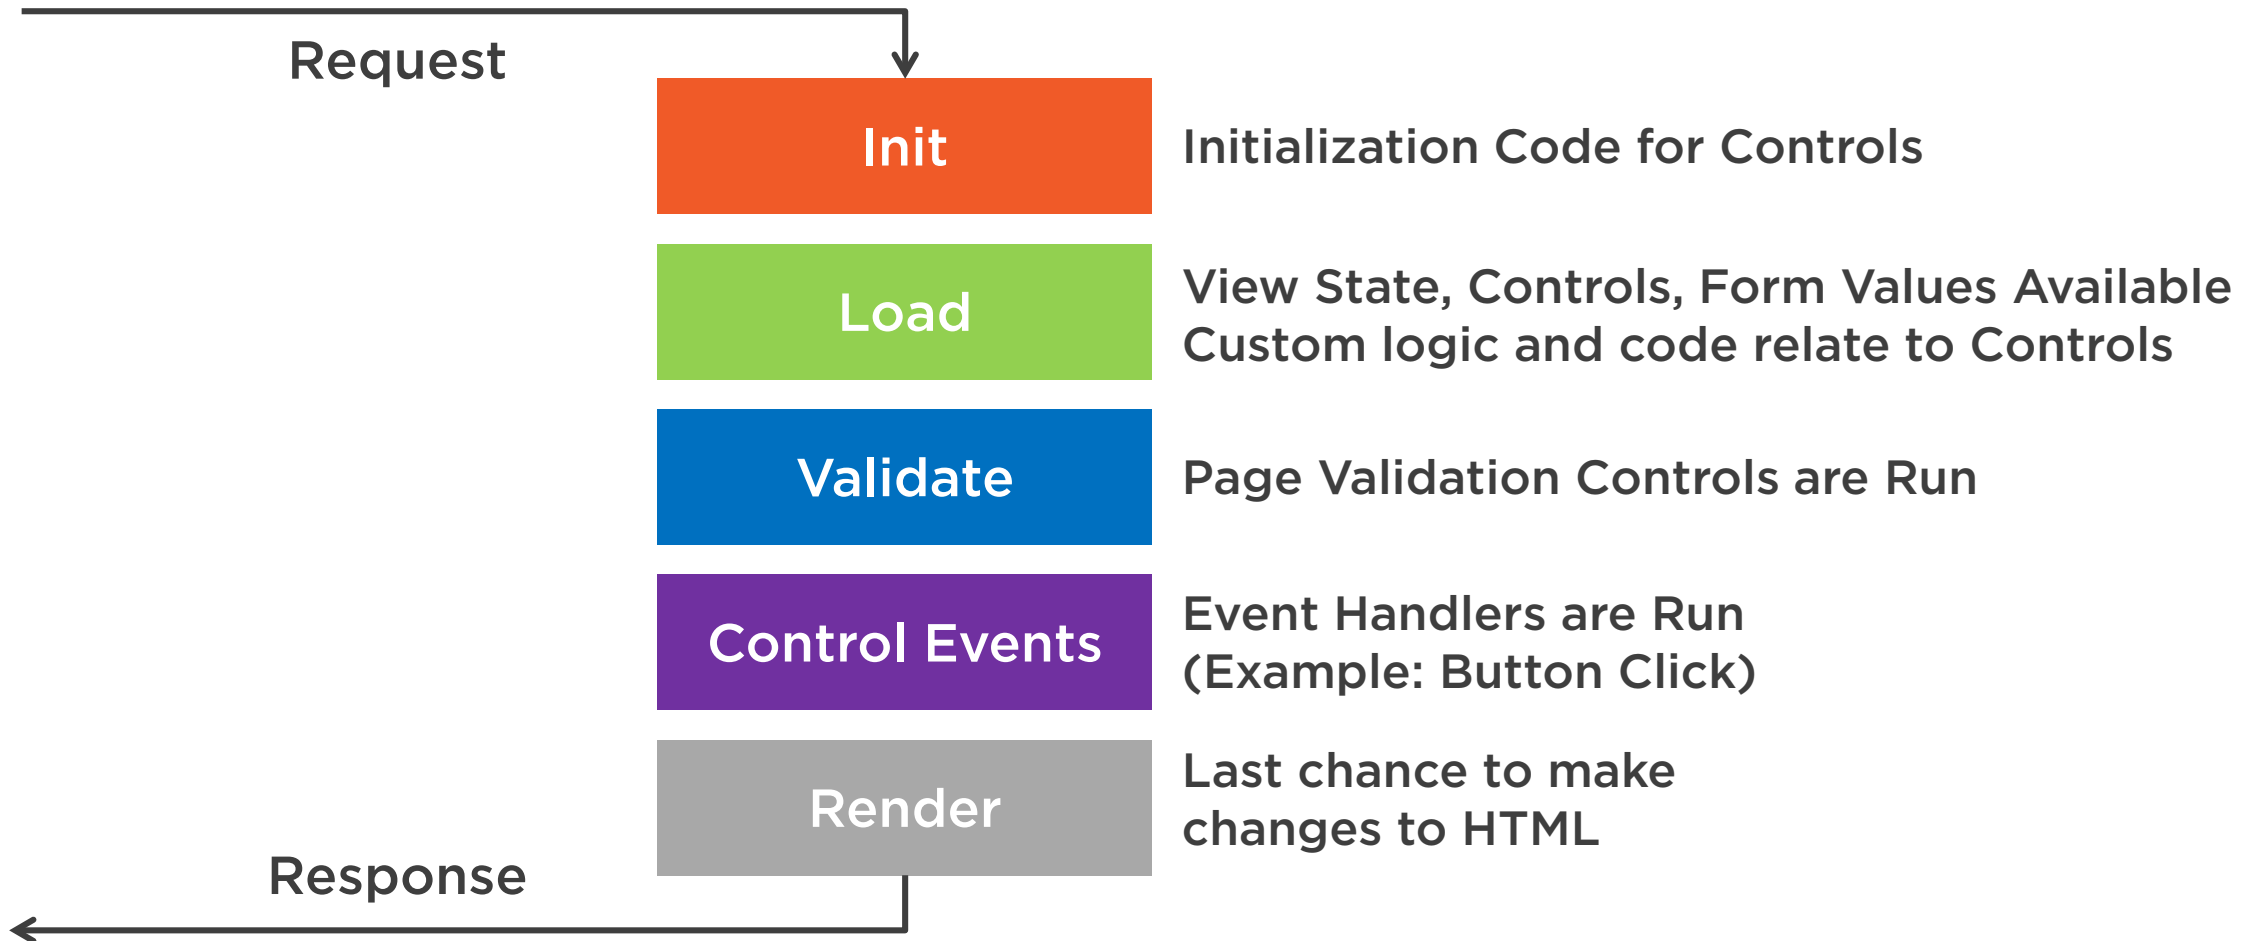 Request
Init
Initialization Code for Controls
Load
View State, Controls, Form Values Available
Custom logic and code relate to Controls
Validate
Page Validation Controls are Run
Control Events
Event Handlers are Run
(Example: Button Click)
Render
Last chance to make
changes to HTML
Response